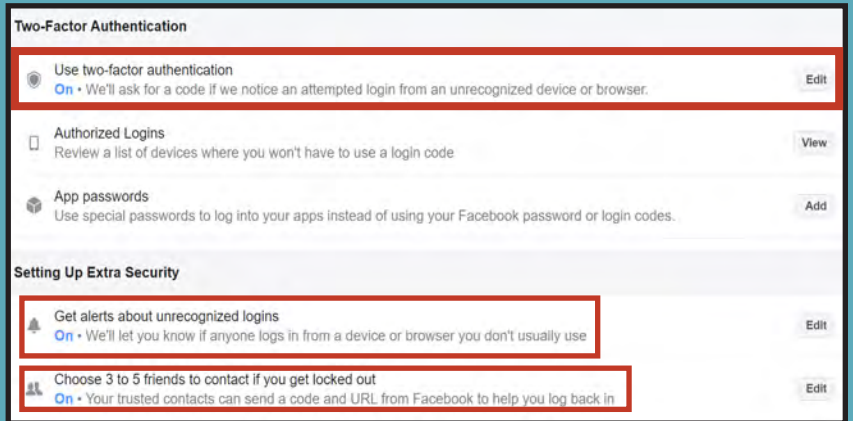 Two-Factor Authentication
Use two-factor authentication
On • We'll ask for a code if we notice an attempted login from an unrecognized device or browser.
Edit
Authorized Logins
Review a list of devices where you won't have to use a login code
View
App passwords
Use special passwords to log into your apps instead of using your Facebook password or login codes.
Add
Setting Up Extra Security
Get alerts about unrecognized logins
On • We'll let you know if anyone logs in from a device or browser you don't usually use
Edit
Choose 3 to 5 friends to contact if you get locked out
On • Your trusted contacts can send a code and URL from Facebook to help you log back in
Edit